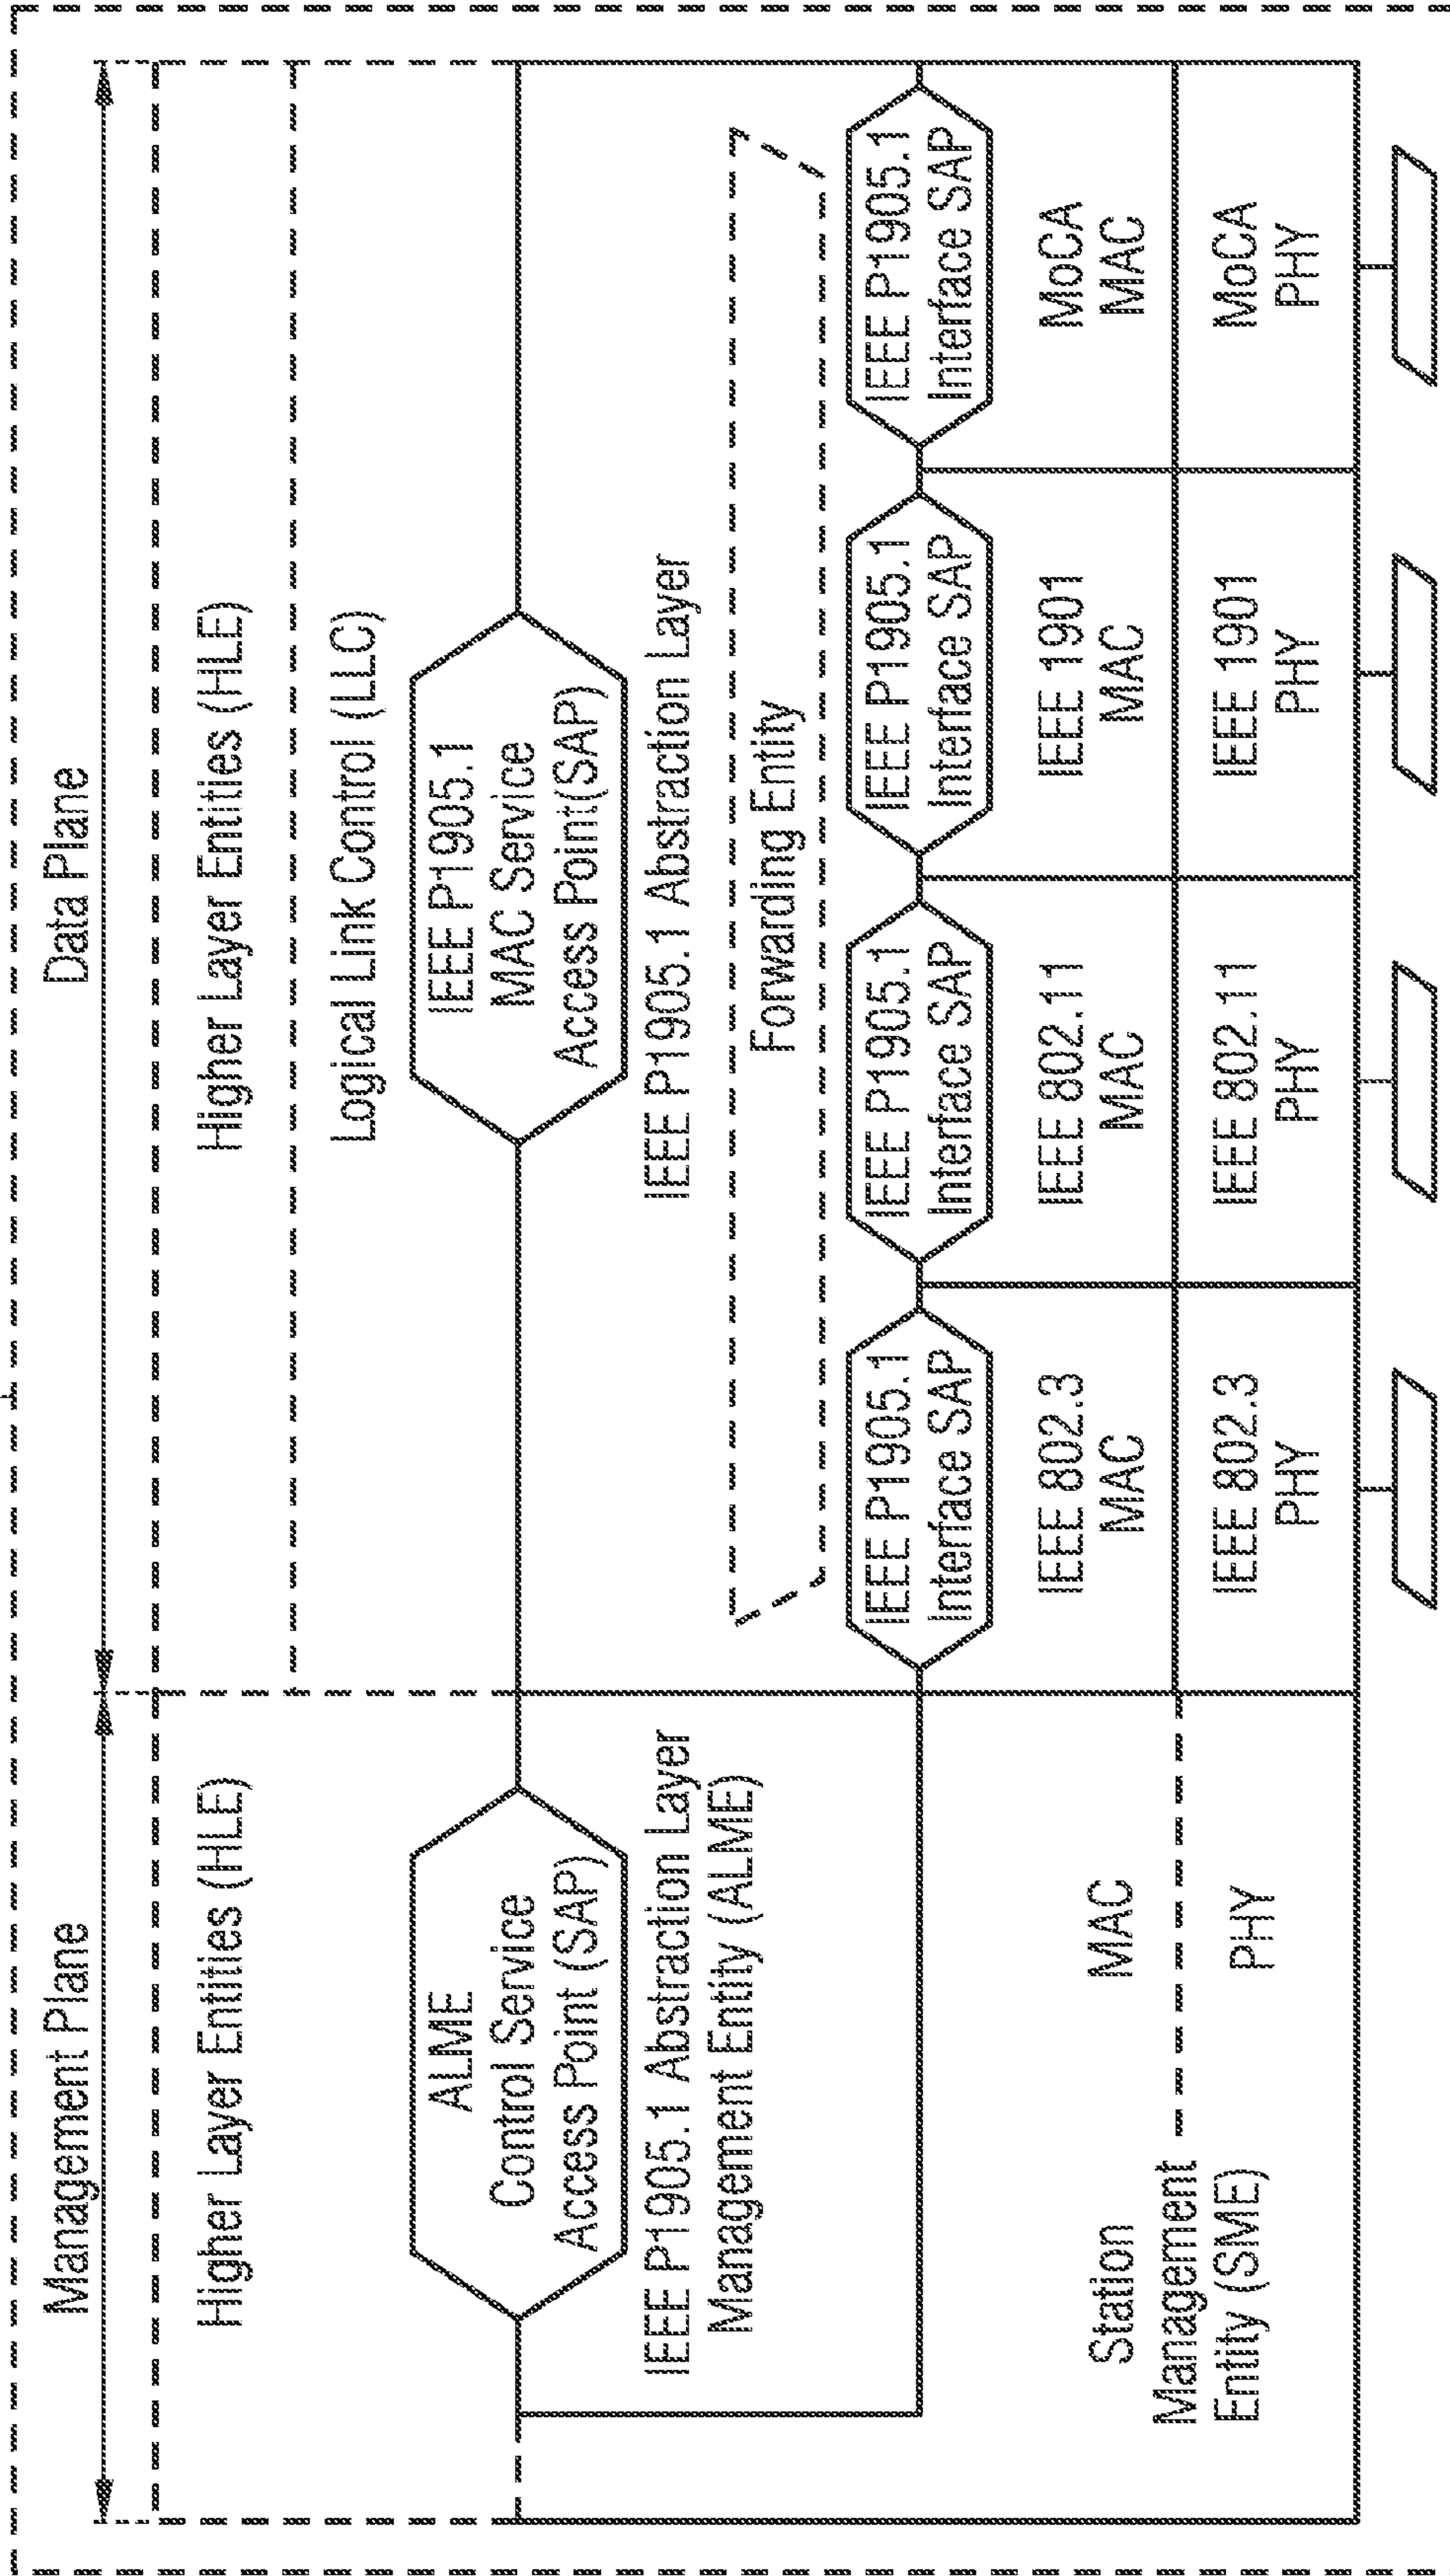 Management Plane
Data Plane
Higher Layer Entities (HLE)
Higher Layer Entities (HLE)
Logical Link Control (LLC)
ALME
Control Service
Access Point (SAP)
IEEE P1905.1
MAC Service
Access Point(SAP)
IEEE P1905.1 Abstraction Layer
Management Entity (ALME)
IEEE P1905.1 Abstraction Layer
Forwarding Entity
IEEE P1905.1
Interface SAP
IEEE P1905.1
Interface SAP
IEEE P1905.1
Interface SAP
IEEE P1905.1
Interface SAP
Station
Management
Entity (SME)
MAC
PHY
IEEE 802.3
MAC
IEEE 802.11
MAC
IEEE 1901
MAC
MoCA
MAC
IEEE 802.3
PHY
IEEE 802.11
PHY
IEEE 1901
PHY
MoCA
PHY